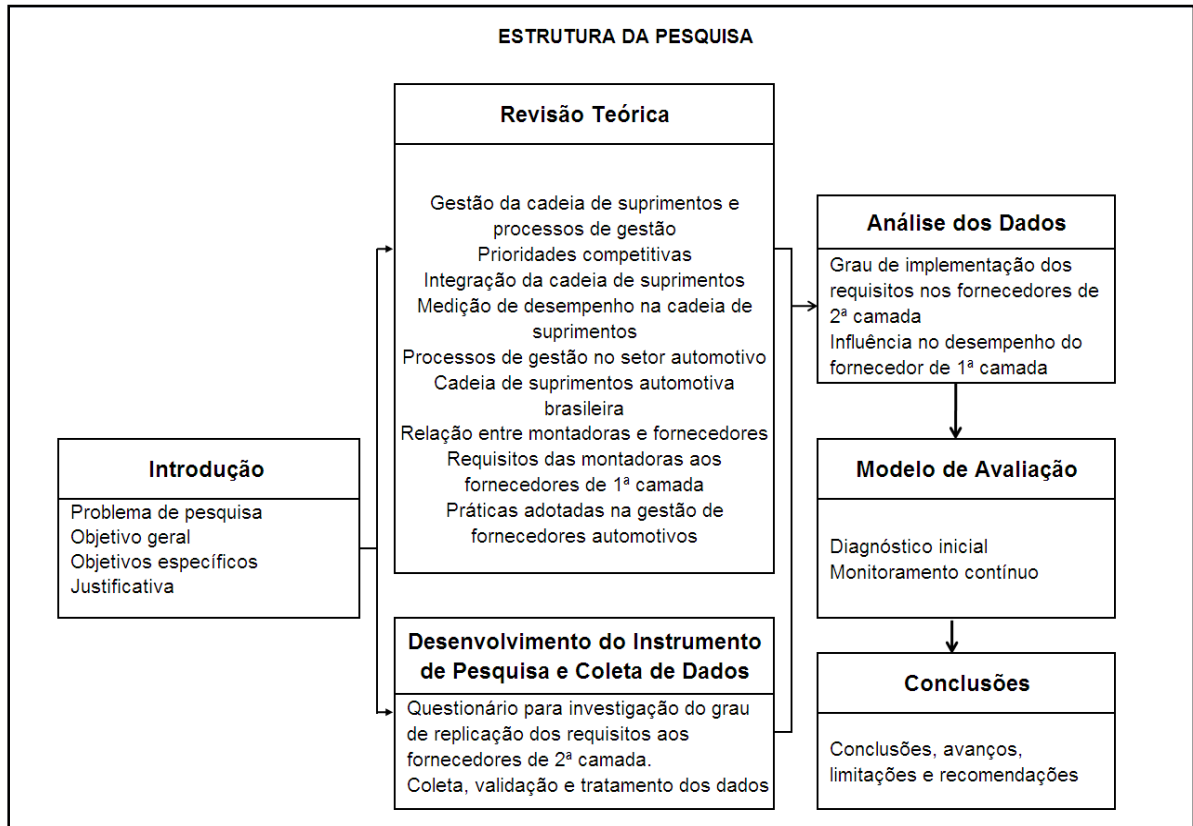 ESTRUTURA DA PESQUISA
Introdução
Problema de pesquisa
Objetivo geral
Objetivos específicos
Justificativa
Revisão Teórica
Gestão da cadeia de suprimentos e
processos de gestão
Prioridades competitivas
Integração da cadeia de suprimentos
Medição de desempenho na cadeia de
suprimentos
Processos de gestão no setor automotivo
Cadeia de suprimentos automotiva
brasileira
Relação entre montadoras e fornecedores
Requisitos das montadoras aos
fornecedores de 1ª camada
Práticas adotadas na gestão de
fornecedores automotivos
Desenvolvimento do Instrumento
de Pesquisa e Coleta de Dados
Questionário para investigação do grau
de replicação dos requisitos aos
fornecedores de 2ª camada.
Coleta, validação e tratamento dos dados
Análise dos Dados
Grau de implementação dos
requisitos nos fornecedores de
2ª camada
Influência no desempenho do
fornecedor de 1ª camada
Modelo de Avaliação
Diagnóstico inicial
Monitoramento contínuo
Conclusões
Conclusões, avanços,
limitações e recomendações